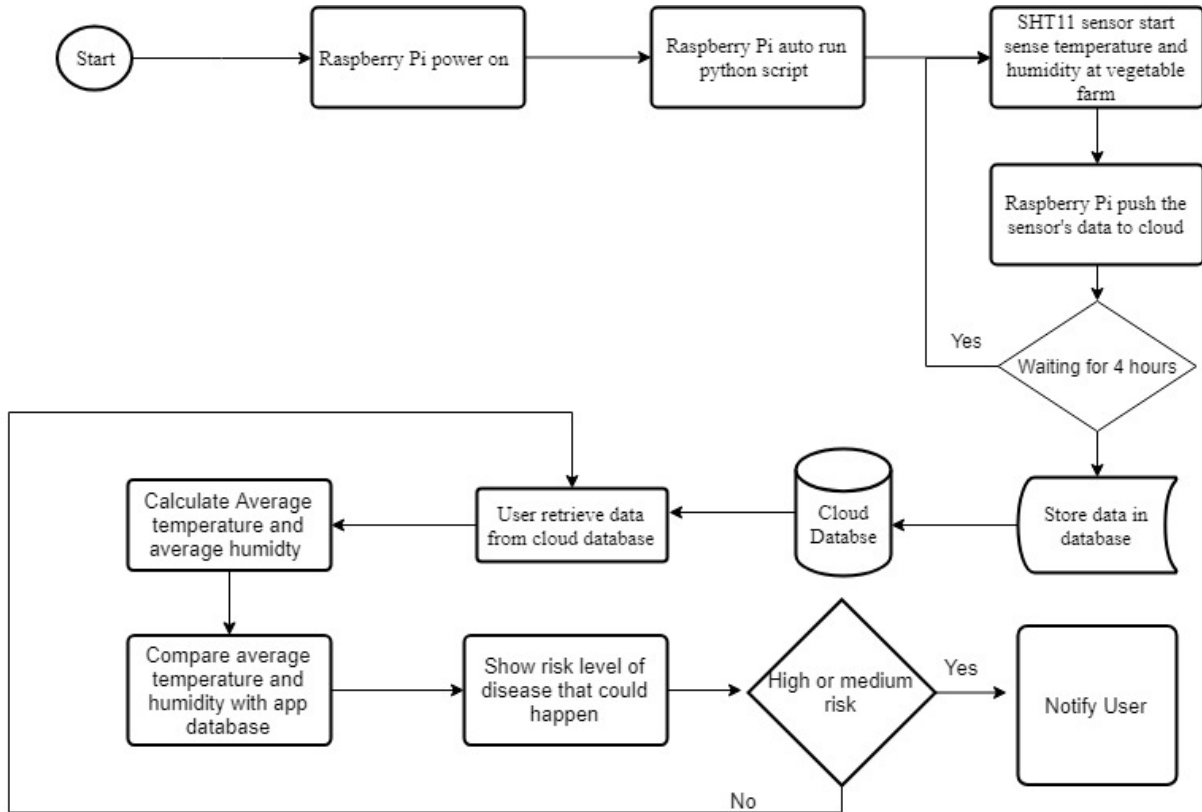 Start
Raspberry Pi power on
Raspberry Pi auto run
python script
SHT11 sensor start
sense temperature and
humidity at vegetable
farm
Raspberry Pi push the
sensor's data to cloud
Yes
Waiting for 4 hours
Store data in
database
Cloud
Databse
User retrieve data
from cloud database
Calculate Average
temperature and
average humidty
Compare average
temperature and
humidity with app
database
Show risk level of
disease that could
happen
High or medium
risk
Yes
Notify User
No